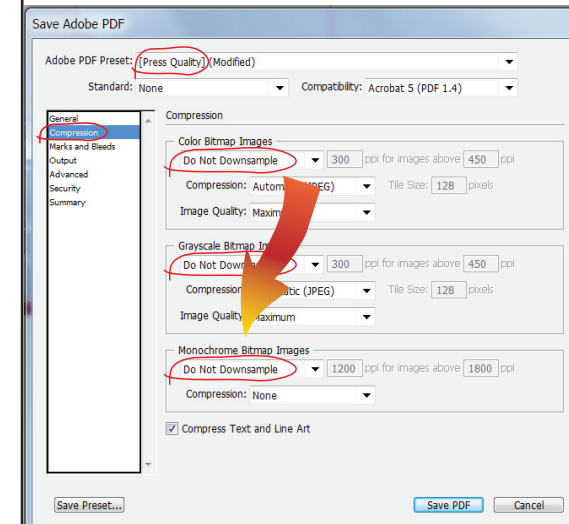 Save Adobe PDF
Adobe PDF Preset: [Press Quality] (Modified)
Standard: None Compatibility: Acrobat 5 (PDF 1.4)
General
Compression
Marks and Bleeds
Output
Advanced
Security
Summary
Compression
Color Bitmap Images
Do Not Downsample 300 ppi for images above 450 ppi
Compression: Tile Size: 128 pixels
Image Quality:
Grayscale Bitmap
Do Not 300 ppi for images above 450 ppi
(JPEG) Tile Size: 128 pixels
Image Quality: Maximum
Monochrome Bitmap Images
Do Not Downsample 1200 ppi for images above 1800 ppi
Compression: None
Compress Text and Line Art
Save Preset... Save PDF Cancel